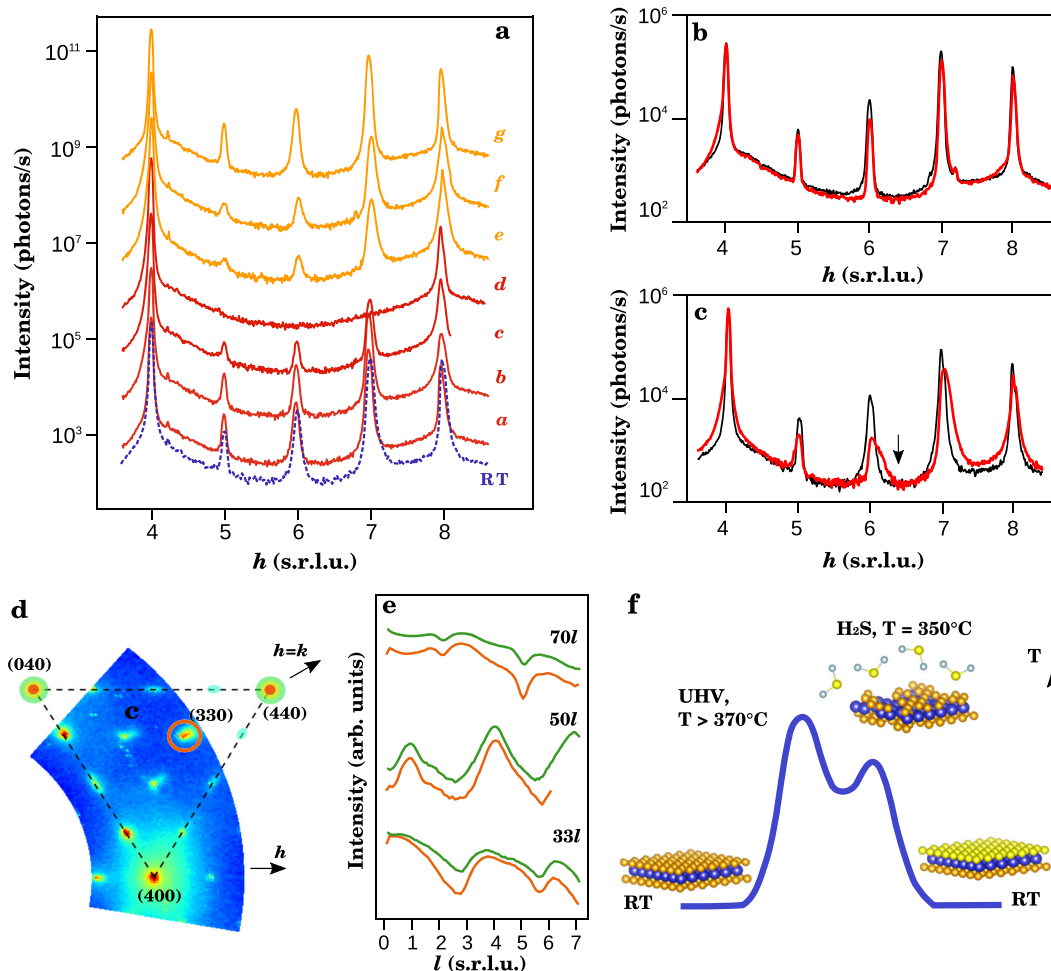 a
Intensity (photons/s)
10¹¹
10⁹
10⁷
10⁵
10³
g
f
e
d
c
b
a
RT
4 5 6 7 8
h (s.r.l.u.)
b
Intensity (photons/s)
10⁶
10⁴
10²
4 5 6 7 8
h (s.r.l.u.)
c
Intensity (photons/s)
10⁶
10⁴
10²
4 5 6 7 8
h (s.r.l.u.)
d
h=k
(040)
c
(330)
(440)
h
(400)
e
Intensity (arb. units)
70l
50l
33l
0 1 2 3 4 5 6 7
l (s.r.l.u.)
f
H₂S, T = 350°C
T
UHV,
T > 370°C
RT
RT